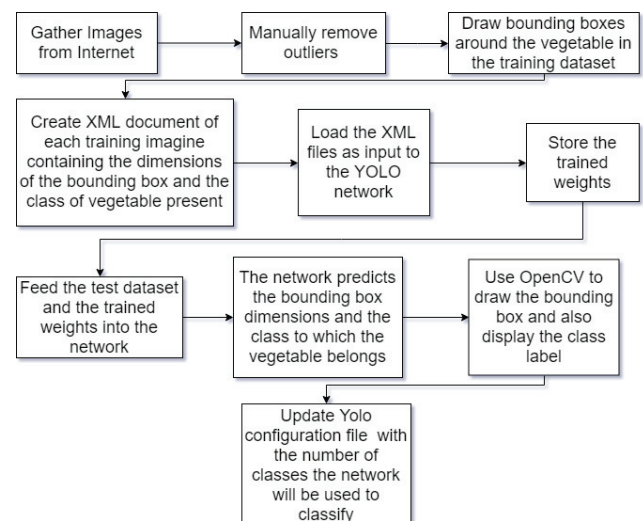 Gather Images
from Internet
Manually remove
outliers
Draw bounding boxes
around the vegetable in
the training dataset
Create XML document of
each training imagine
containing the dimensions
of the bounding box and the
class of vegetable present
Load the XML
files as input to
the YOLO
network
Store the
trained
weights
Feed the test dataset
and the trained
weights into the
network
The network predicts
the bounding box
dimensions and the
class to which the
vegetable belongs
Use OpenCV to
draw the bounding
box and also
display the class
label
Update Yolo
configuration file with
the number of
classes the network
will be used to
classify